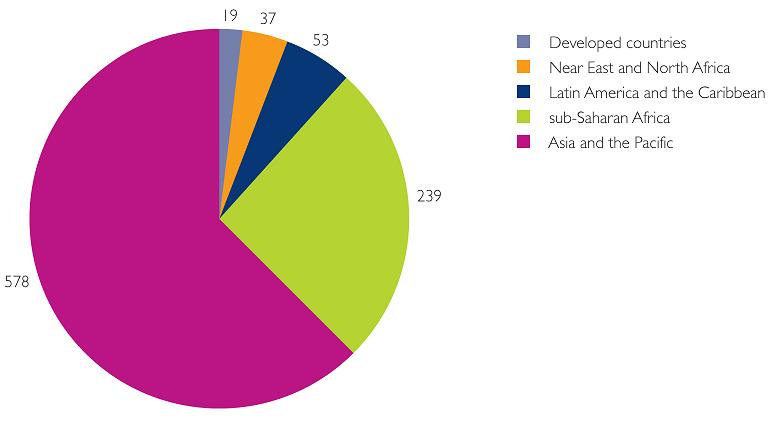 19
37
53
239
578
Developed countries
Near East and North Africa
Latin America and the Caribbean
sub-Saharan Africa
Asia and the Pacific